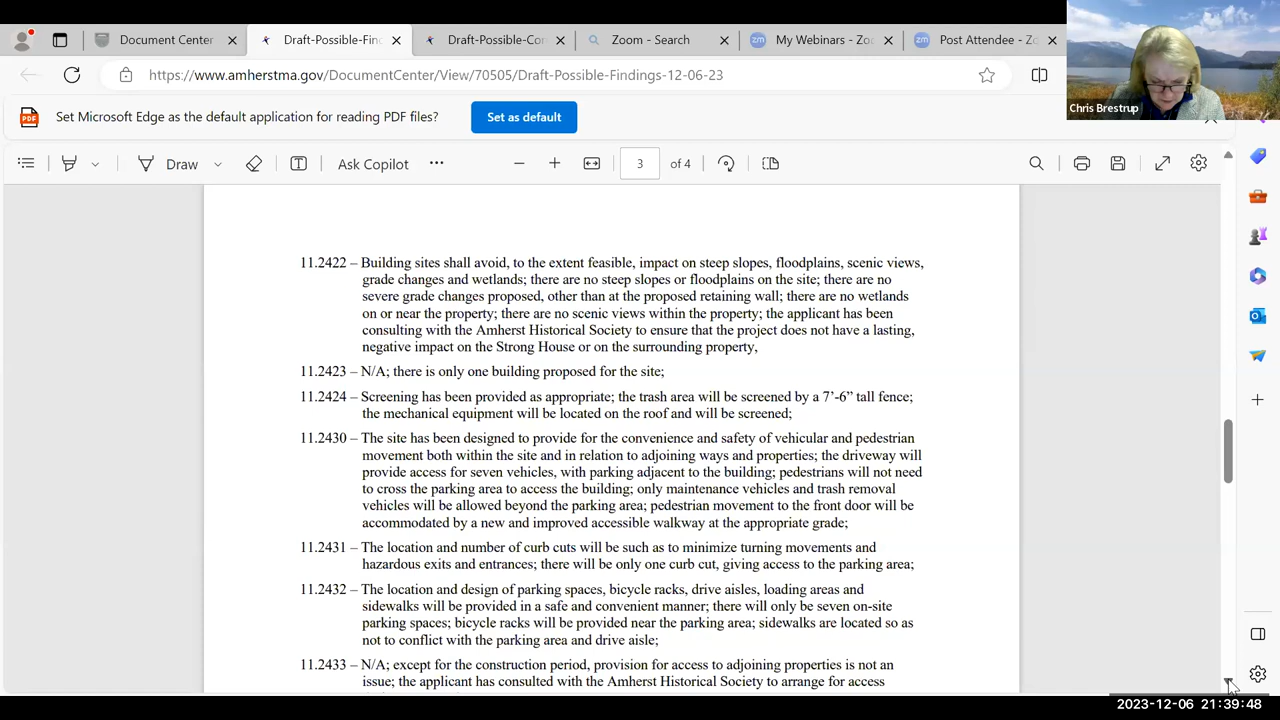 Document Center
Draft-Possible-Fin
Draft-Possible-Co
Zoom - Search
My Webinars - Zo
Post Attendee - Z
https://www.amherstma.gov/DocumentCenter/View/70505/Draft-Possible-Findings-12-06-23
Chris Brestrup
Set Microsoft Edge as the default application for reading PDF files?
Set as default
Draw
Ask Copilot
3 of 4
11.2422 – Building sites shall avoid, to the extent feasible, impact on steep slopes, floodplains, scenic views,
grade changes and wetlands; there are no steep slopes or floodplains on the site; there are no
severe grade changes proposed, other than at the proposed retaining wall; there are no wetlands
on or near the property; there are no scenic views within the property; the applicant has been
consulting with the Amherst Historical Society to ensure that the project does not have a lasting,
negative impact on the Strong House or on the surrounding property,
11.2423 – N/A; there is only one building proposed for the site;
11.2424 – Screening has been provided as appropriate; the trash area will be screened by a 7’-6” tall fence;
the mechanical equipment will be located on the roof and will be screened;
11.2430 – The site has been designed to provide for the convenience and safety of vehicular and pedestrian
movement both within the site and in relation to adjoining ways and properties; the driveway will
provide access for seven vehicles, with parking adjacent to the building; pedestrians will not need
to cross the parking area to access the building; only maintenance vehicles and trash removal
vehicles will be allowed beyond the parking area; pedestrian movement to the front door will be
accommodated by a new and improved accessible walkway at the appropriate grade;
11.2431 – The location and number of curb cuts will be such as to minimize turning movements and
hazardous exits and entrances; there will be only one curb cut, giving access to the parking area;
11.2432 – The location and design of parking spaces, bicycle racks, drive aisles, loading areas and
sidewalks will be provided in a safe and convenient manner; there will only be seven on-site
parking spaces; bicycle racks will be provided near the parking area; sidewalks are located so as
not to conflict with the parking area and drive aisle;
11.2433 – N/A; except for the construction period, provision for access to adjoining properties is not an
issue; the applicant has consulted with the Amherst Historical Society to arrange for access
2023-12-06 21:39:48